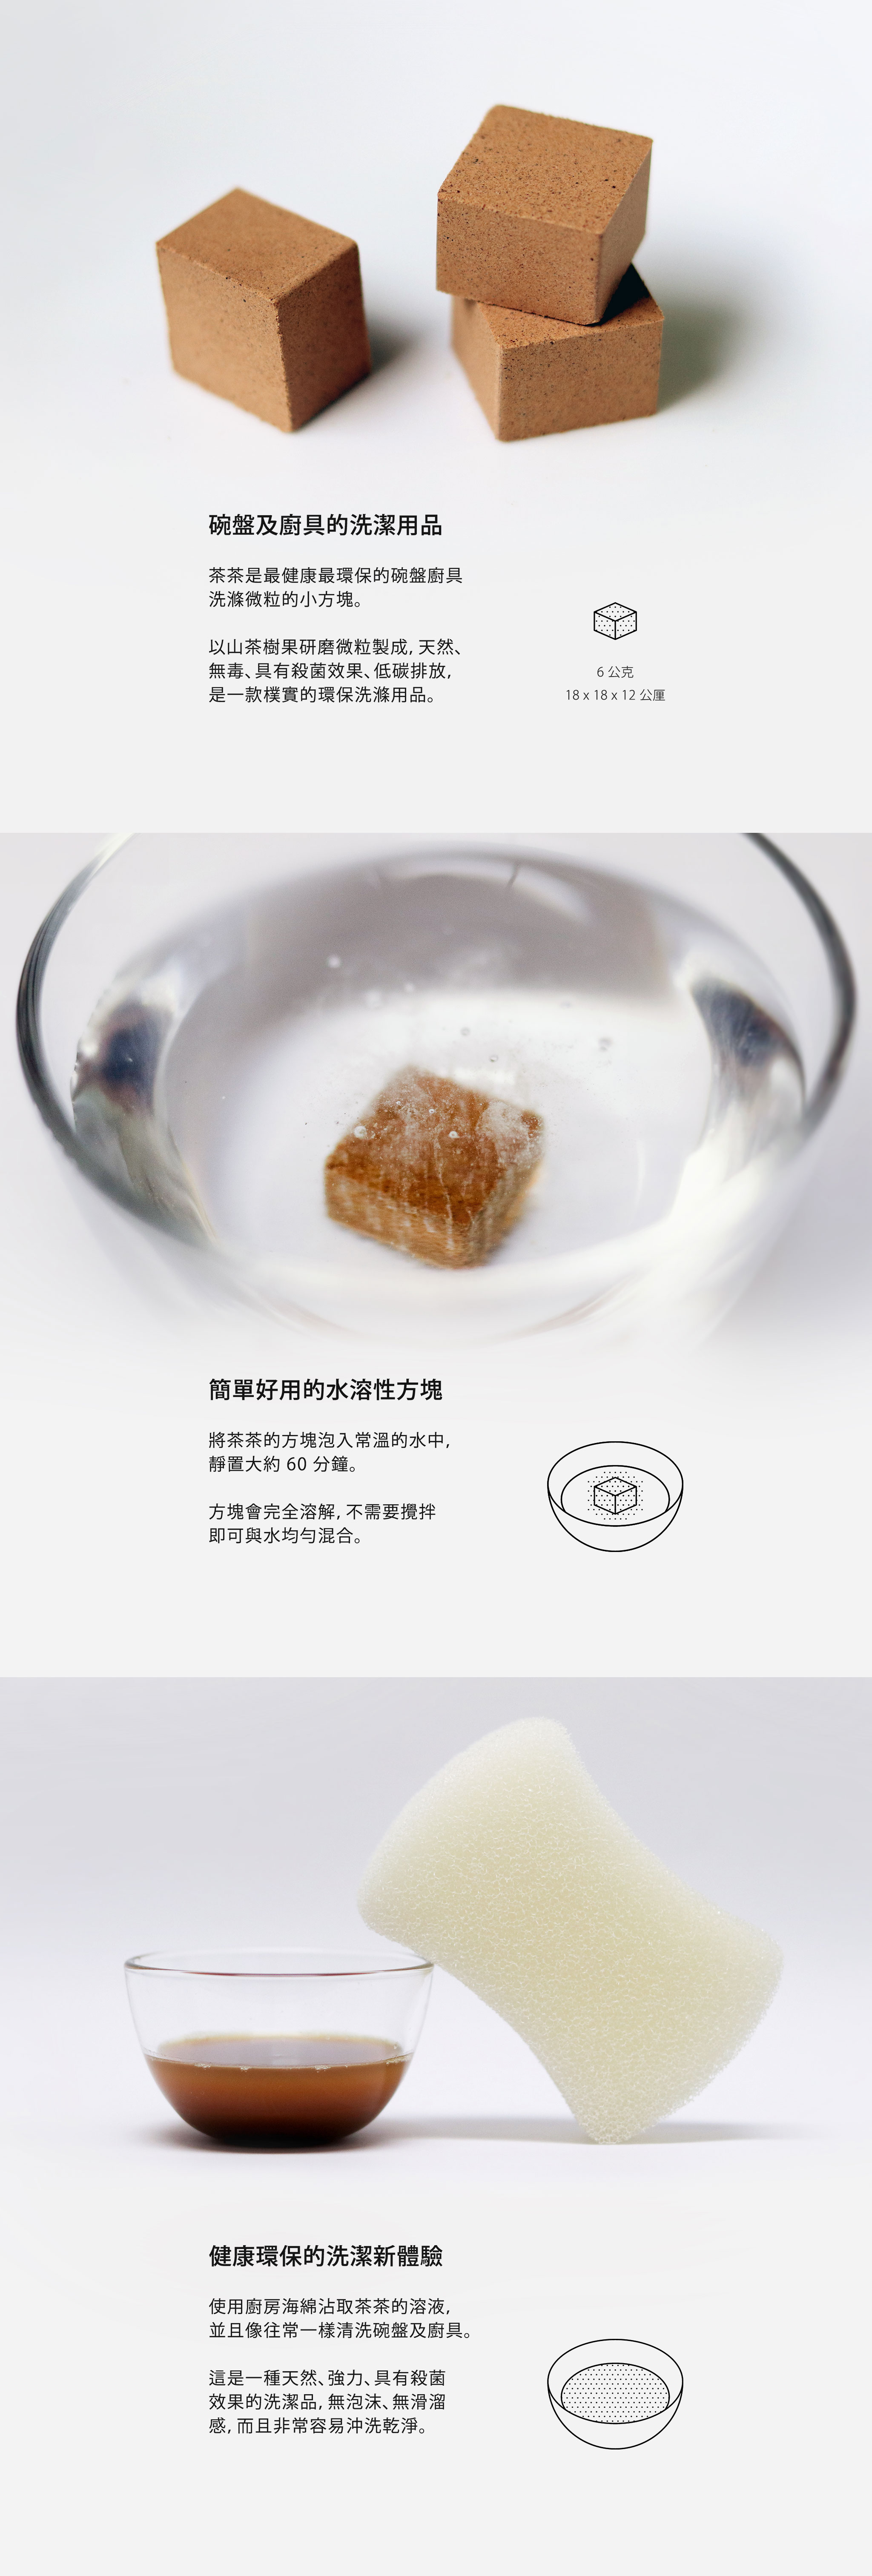 碗盤及廚具的洗潔用品
茶茶是最健康最環保的碗盤廚具
洗滌微粒的小方塊。
以山茶樹果研磨微粒製成, 天然、
無毒、具有殺菌效果、低碳排放,
是一款樸實的環保洗滌用品。
6 公克
18 x 18 x 12 公厘
簡單好用的水溶性方塊
將茶茶的方塊泡入常溫的水中,
靜置大約 60 分鐘。
方塊會完全溶解, 不需要攪拌
即可與水均勻混合。
健康環保的洗潔新體驗
使用廚房海綿沾取茶茶的溶液,
並且像往常一樣清洗碗盤及廚具。
這是一種天然、強力、具有殺菌
效果的洗潔品, 無泡沫、無滑溜
感, 而且非常容易沖洗乾淨。